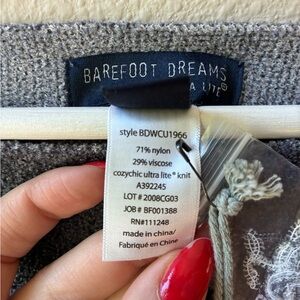 BAREFOOT DREAMS
A LITE®
style BDWCU1966
71% nylon
29% viscose
cozychic ultra lite® knit
A392245
LOT # 2008CG03
JOB # BF001388
RN#111248
made in China /
Fabriqué en Chine